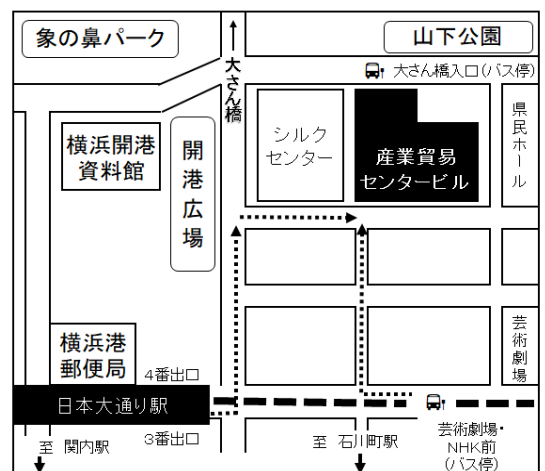 象の鼻パーク
山下公園
大さん橋入口(バス停)
大さん橋
県民ホール
シルク
センター
産業貿易
センタービル
横浜開港
資料館
開港広場
芸術劇場
横浜港
郵便局
4番出口
日本大通り駅
3番出口
至 関内駅
至 石川町駅
芸術劇場・
NHK前
(バス停)